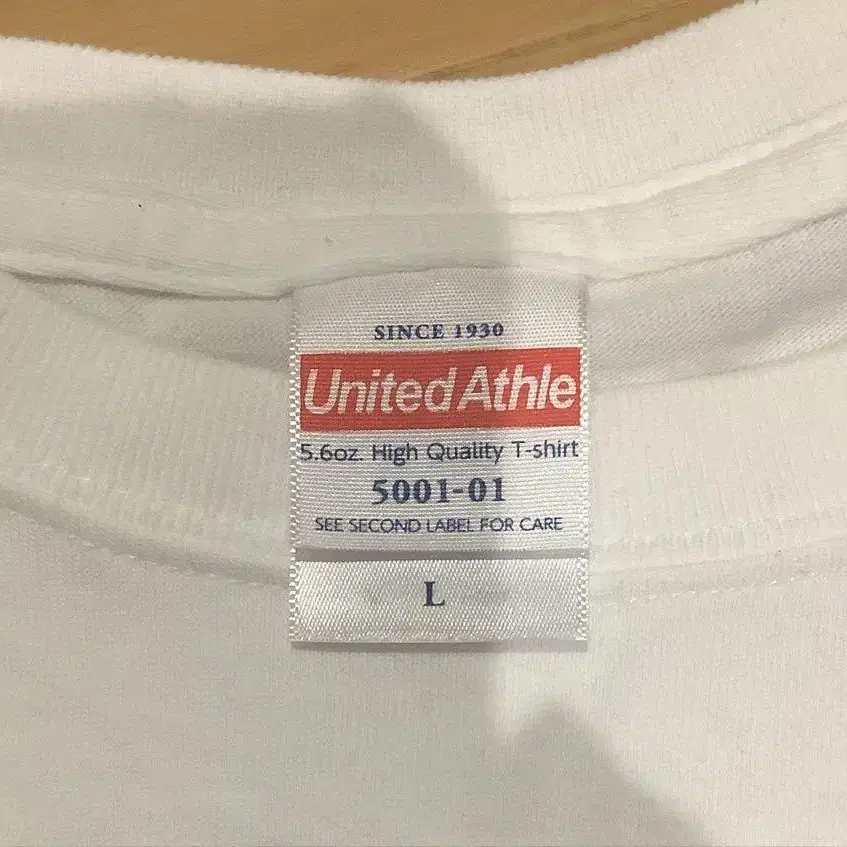 SINCE 1930
United Athle
5.6oz. High Quality T-shirt
5001-01
SEE SECOND LABEL FOR CARE
L